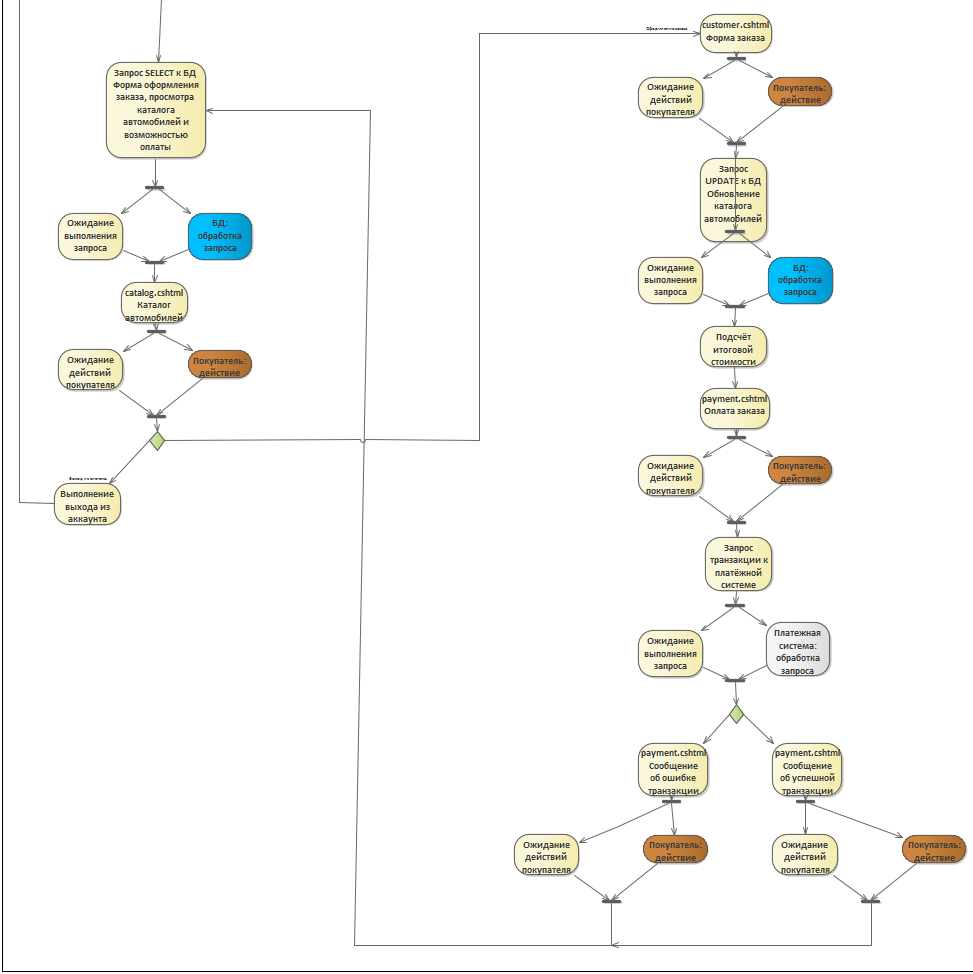 Запрос SELECT к БД
Форма оформления
заказа, просмотра
каталога
автомобилей и
возможностью
оплаты
Ожидание
выполнения
запроса
БД:
обработка
запроса
catalog.cshtml
Каталог
автомобилей
Ожидание
действий
покупателя
Покупатель:
действие
Выполнение
выхода из
аккаунта
customer.cshtml
Форма заказа
Ожидание
действий
покупателя
Покупатель:
действие
Запрос
UPDATE к БД
Обновление
каталога
автомобилей
Ожидание
выполнения
запроса
БД:
обработка
запроса
Подсчёт
итоговой
стоимости
payment.cshtml
Оплата заказа
Ожидание
действий
покупателя
Покупатель:
действие
Запрос
транзакции к
платёжной
системе
Ожидание
выполнения
запроса
Платежная
система:
обработка
запроса
payment.cshtml
Сообщение
об ошибке
транзакции
payment.cshtml
Сообщение
об успешной
транзакции
Ожидание
действий
покупателя
Покупатель:
действие
Ожидание
действий
покупателя
Покупатель:
действие